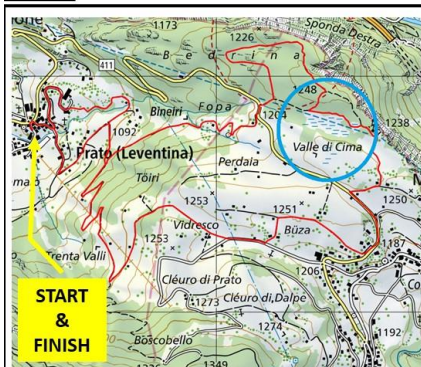 one
1173
1226
Sponda Destra
411
B e d r i n a
1248
Bineiri
Fopa
1204
1238
1092
Prato (Leventina)
Valle di Cima
Perdaia
Töiri
1253
1251
1250
Vidresco
Büza
1253
1187
Trenta Valli
1206
Cléuro di Prato
START
&
FINISH
1273
Cléuro di Dalpe
1274
1192
Boscobello
1349